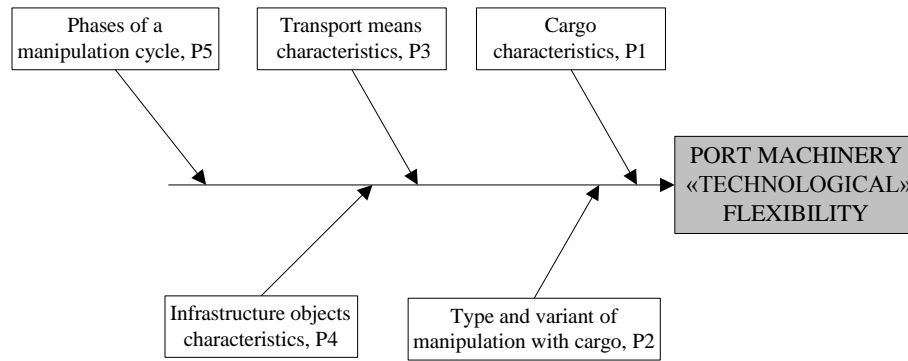 Phases of a
manipulation cycle, P5
Transport means
characteristics, P3
Cargo
characteristics, P1
PORT MACHINERY
«TECHNOLOGICAL»
FLEXIBILITY
Infrastructure objects
characteristics, P4
Type and variant of
manipulation with cargo, P2